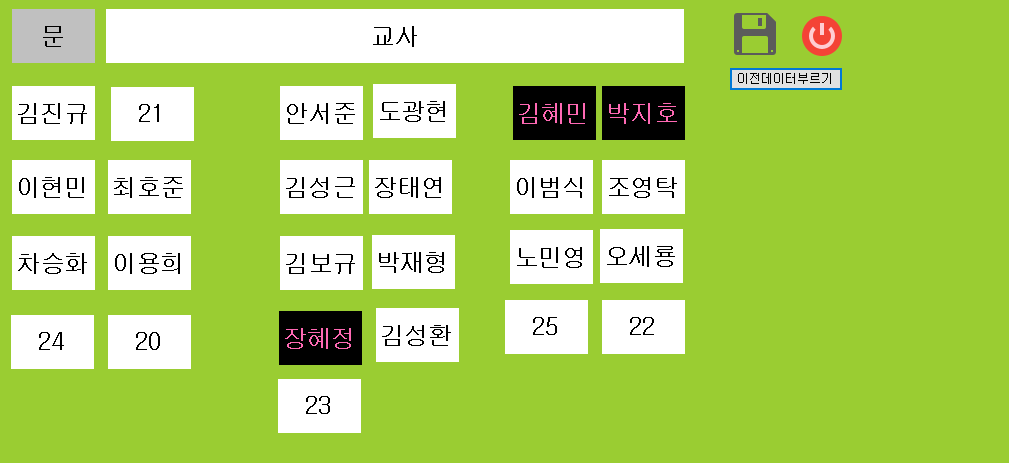 문 교사
이전데이터부르기
김진규 21 안서준 도광현 김혜민 박지호
이현민 최호준 김성근 장태연 이범식 조영탁
차승화 이용희 김보규 박재형 노민영 오세룡
24 20 장혜정 김성환 25 22
23